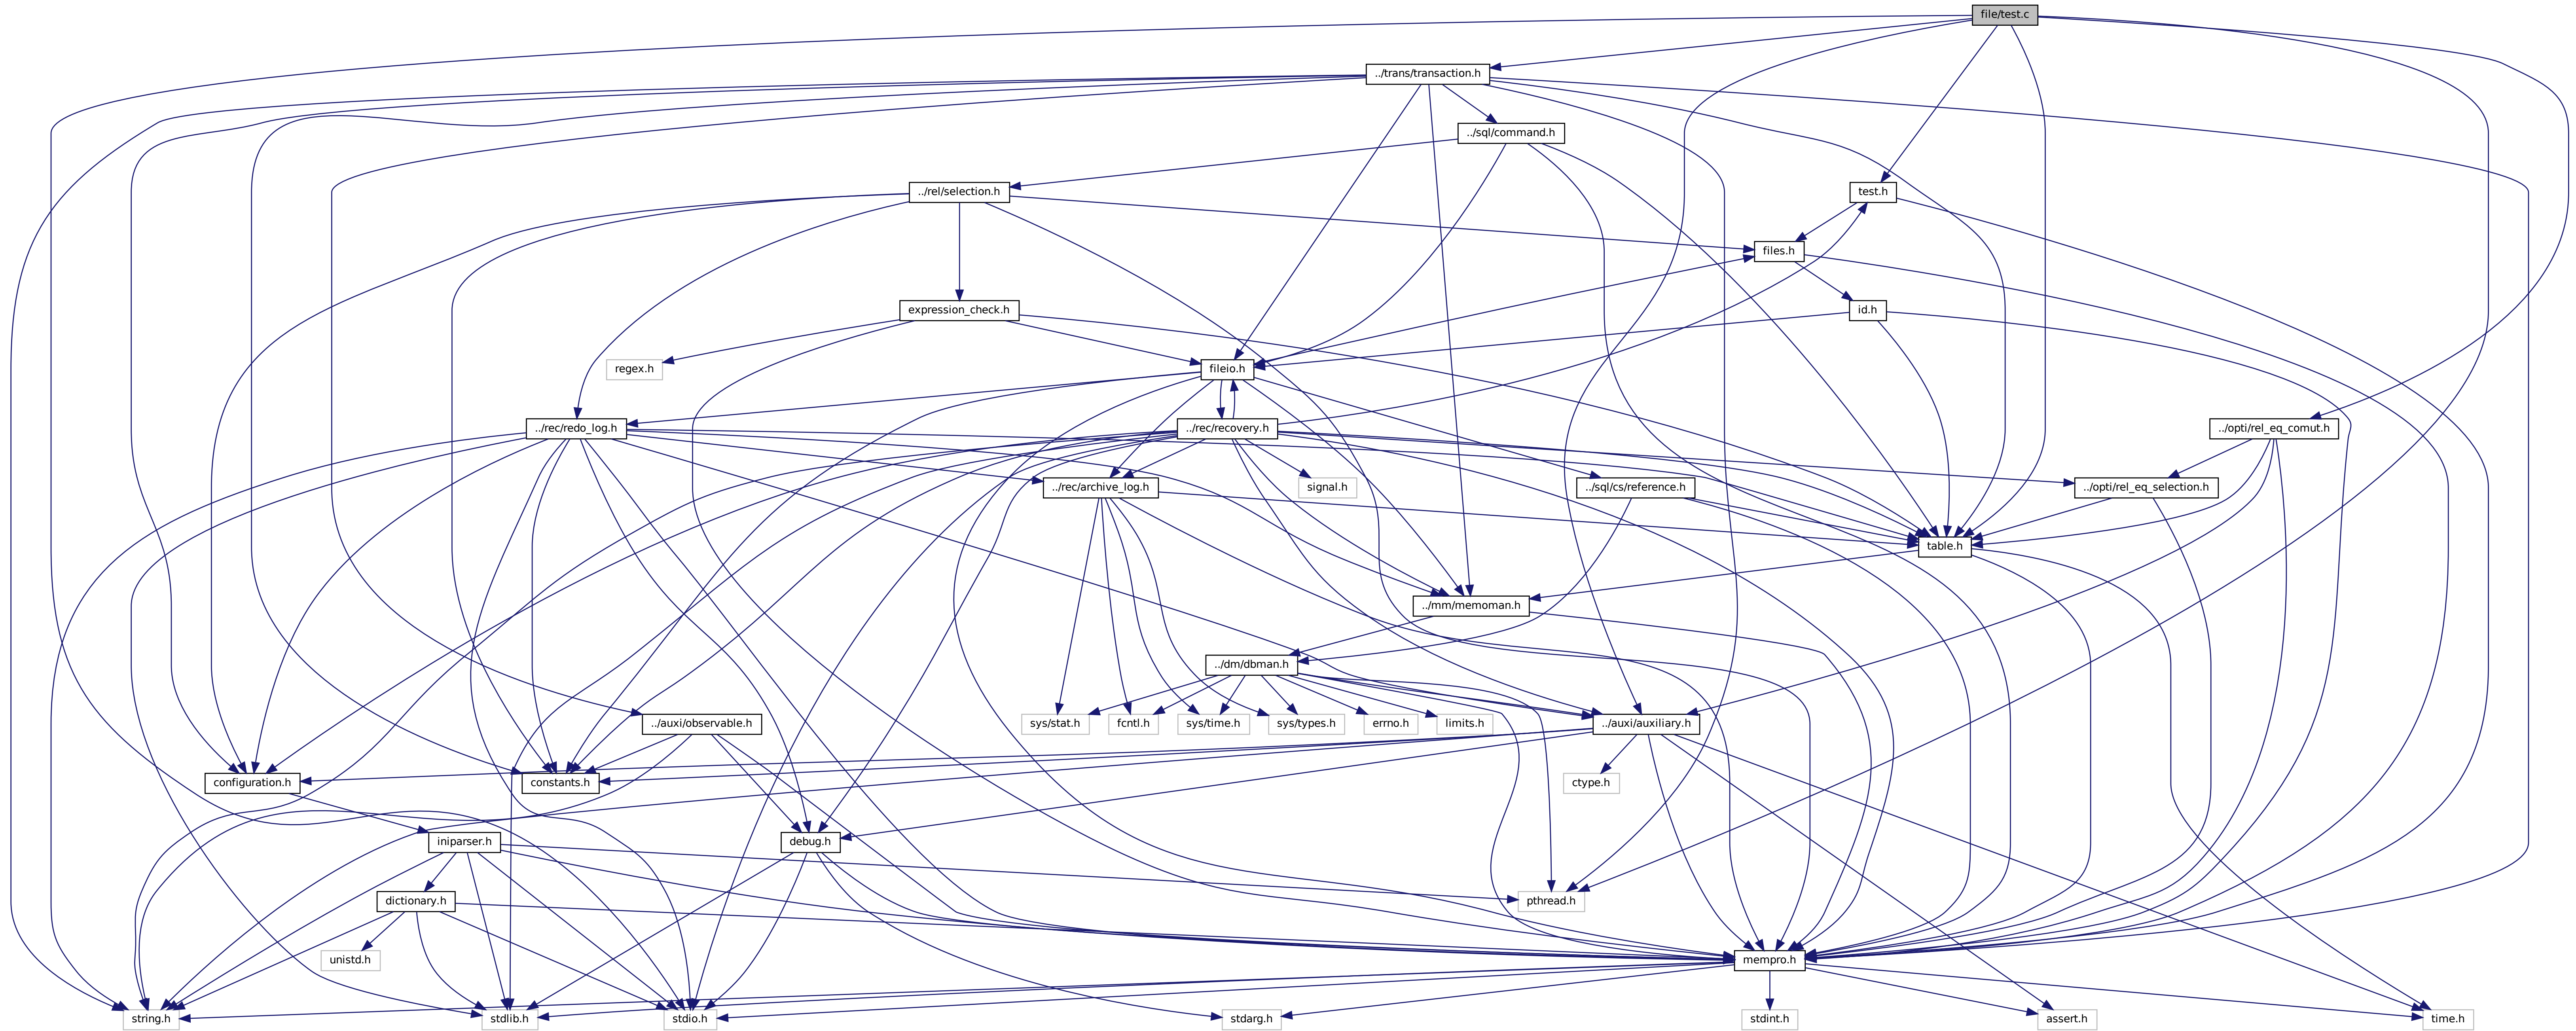 file/test.c
../trans/transaction.h
../sql/command.h
../rel/selection.h
test.h
files.h
expression_check.h
id.h
regex.h
fileio.h
../rec/redo_log.h
../rec/recovery.h
../opti/rel_eq_comut.h
../rec/archive_log.h
signal.h
../sql/cs/reference.h
../opti/rel_eq_selection.h
table.h
../mm/memoman.h
../dm/dbman.h
../auxi/observable.h
sys/stat.h
fcntl.h
sys/time.h
sys/types.h
errno.h
limits.h
../auxi/auxiliary.h
configuration.h
constants.h
ctype.h
iniparser.h
debug.h
dictionary.h
pthread.h
unistd.h
mempro.h
string.h
stdlib.h
stdio.h
stdarg.h
stdint.h
assert.h
time.h